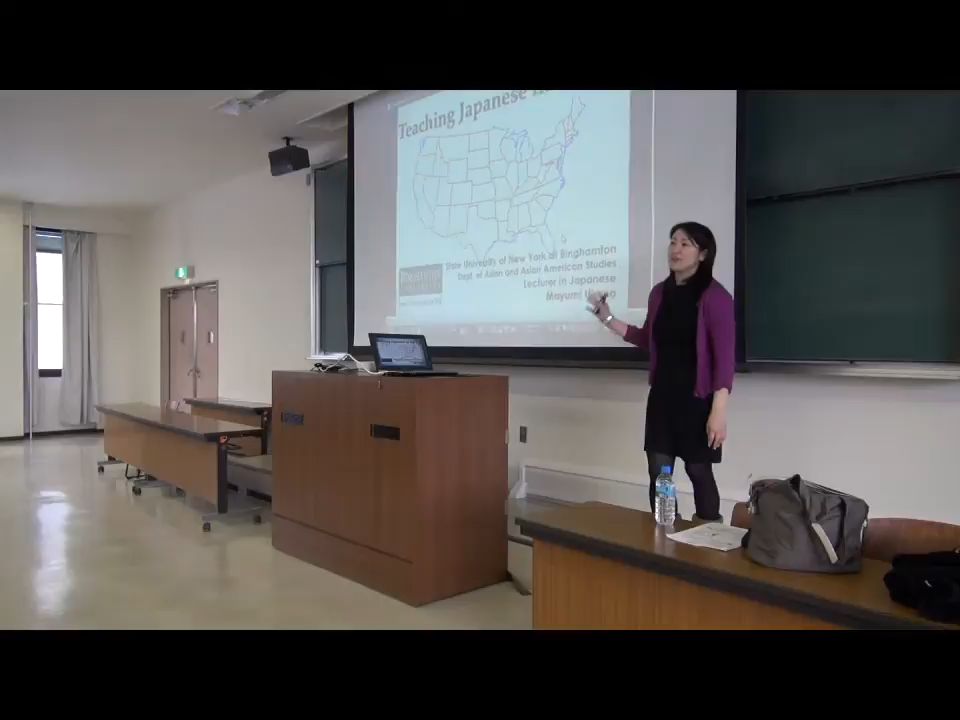 Teaching Japanese
State University of New York at Binghamton
Dept. of Asian and Asian American Studies
Lecturer in Japanese
Mayumi